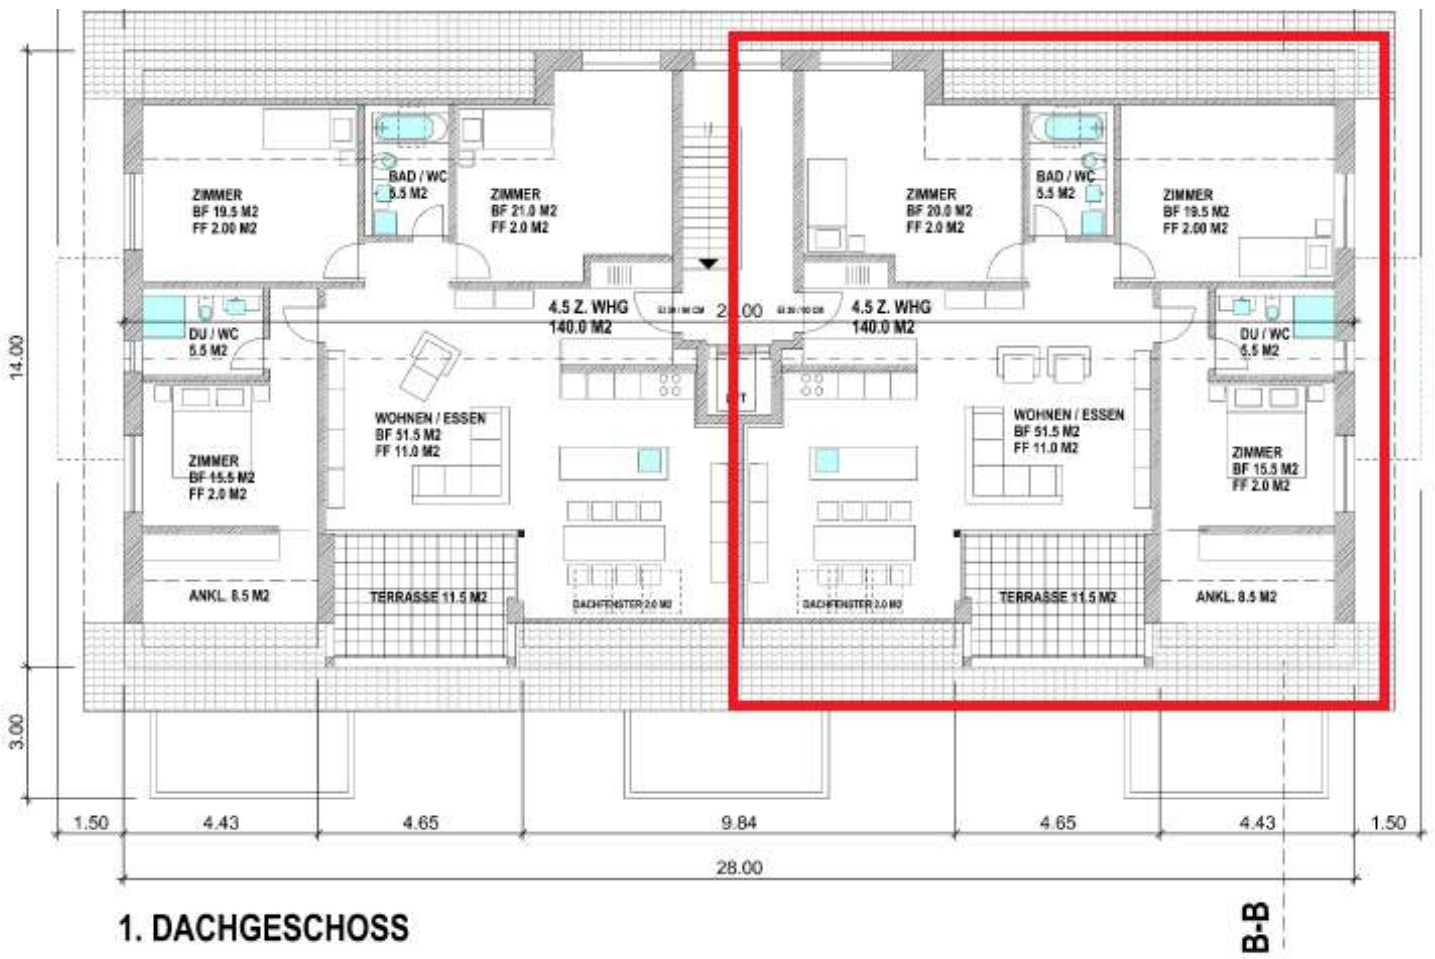 ZIMMER
BF 19.5 M2
FF 2.00 M2
BAD / WC
5.5 M2
ZIMMER
BF 21.0 M2
FF 2.0 M2
ZIMMER
BF 20.0 M2
FF 2.0 M2
BAD / WC
5.5 M2
ZIMMER
BF 19.5 M2
FF 2.00 M2
4.5 Z. WHG
140.0 M2
4.5 Z. WHG
140.0 M2
DU / WC
5.5 M2
DU / WC
5.5 M2
14.00
WOHNEN / ESSEN
BF 51.5 M2
FF 11.0 M2
WOHNEN / ESSEN
BF 51.5 M2
FF 11.0 M2
ZIMMER
BF 15.5 M2
FF 2.0 M2
ZIMMER
BF 15.5 M2
FF 2.0 M2
ANKL. 8.5 M2
TERRASSE 11.5 M2
DACHFENSTER 2.0 M2
DACHFENSTER 2.0 M2
TERRASSE 11.5 M2
ANKL. 8.5 M2
3.00
1.50 4.43 4.65 9.84 4.65 4.43 1.50
28.00
1. DACHGESCHOSS
B-B